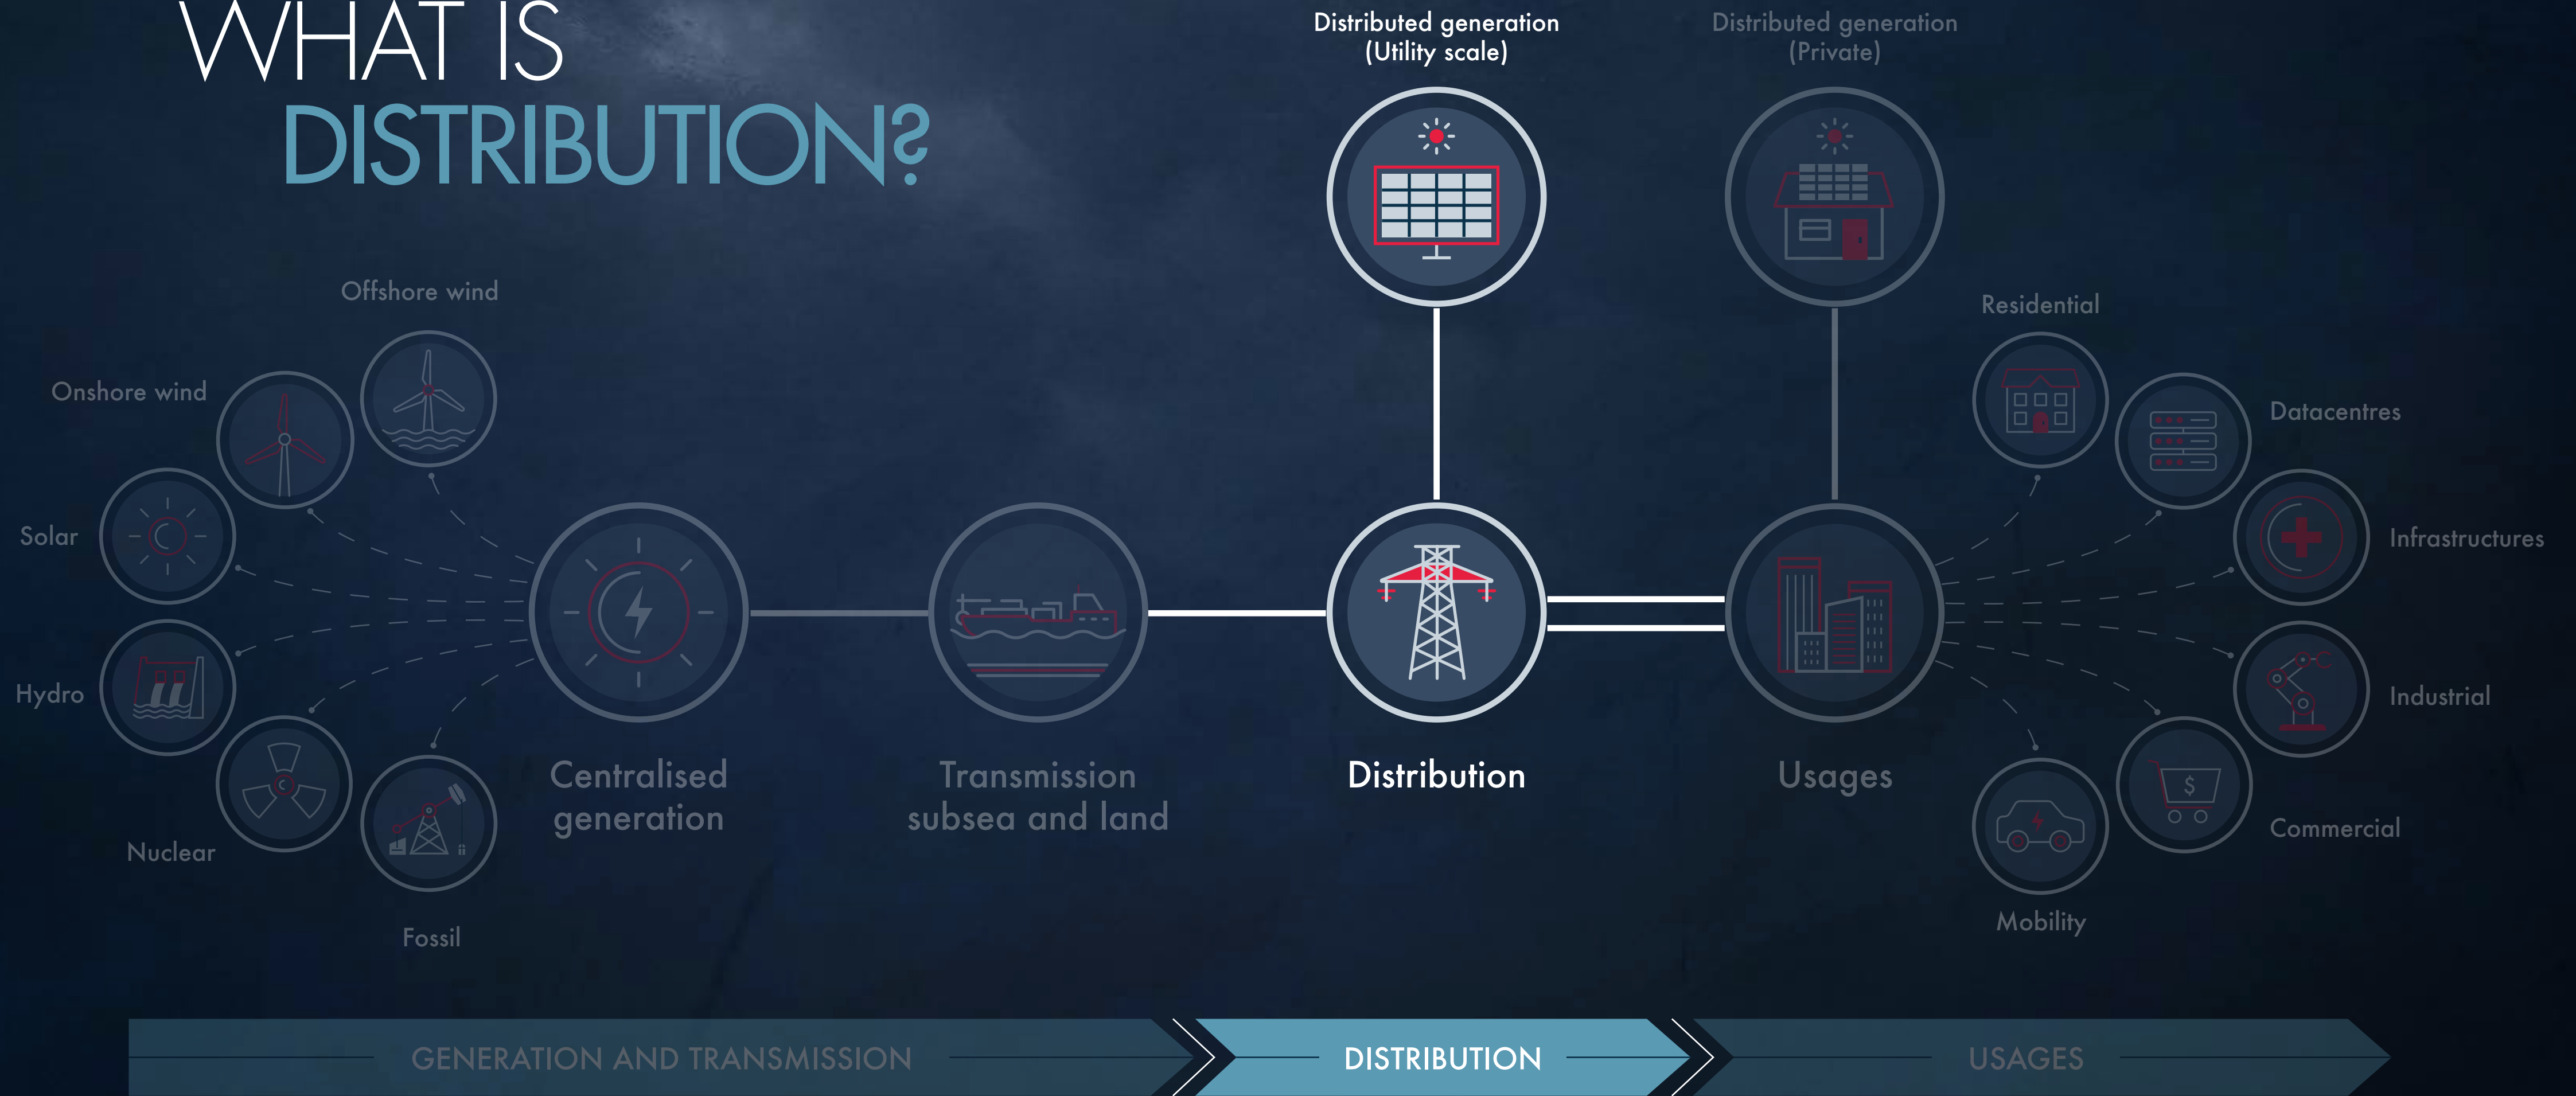 WHAT IS
DISTRIBUTION?
Distributed generation
(Utility scale)
Distributed generation
(Private)
Offshore wind
Onshore wind
Solar
Hydro
Nuclear
Fossil
Centralised
generation
Transmission
subsea and land
Distribution
Usages
Residential
Datacentres
Infrastructures
Industrial
$
Commercial
Mobility
GENERATION AND TRANSMISSION
DISTRIBUTION
USAGES